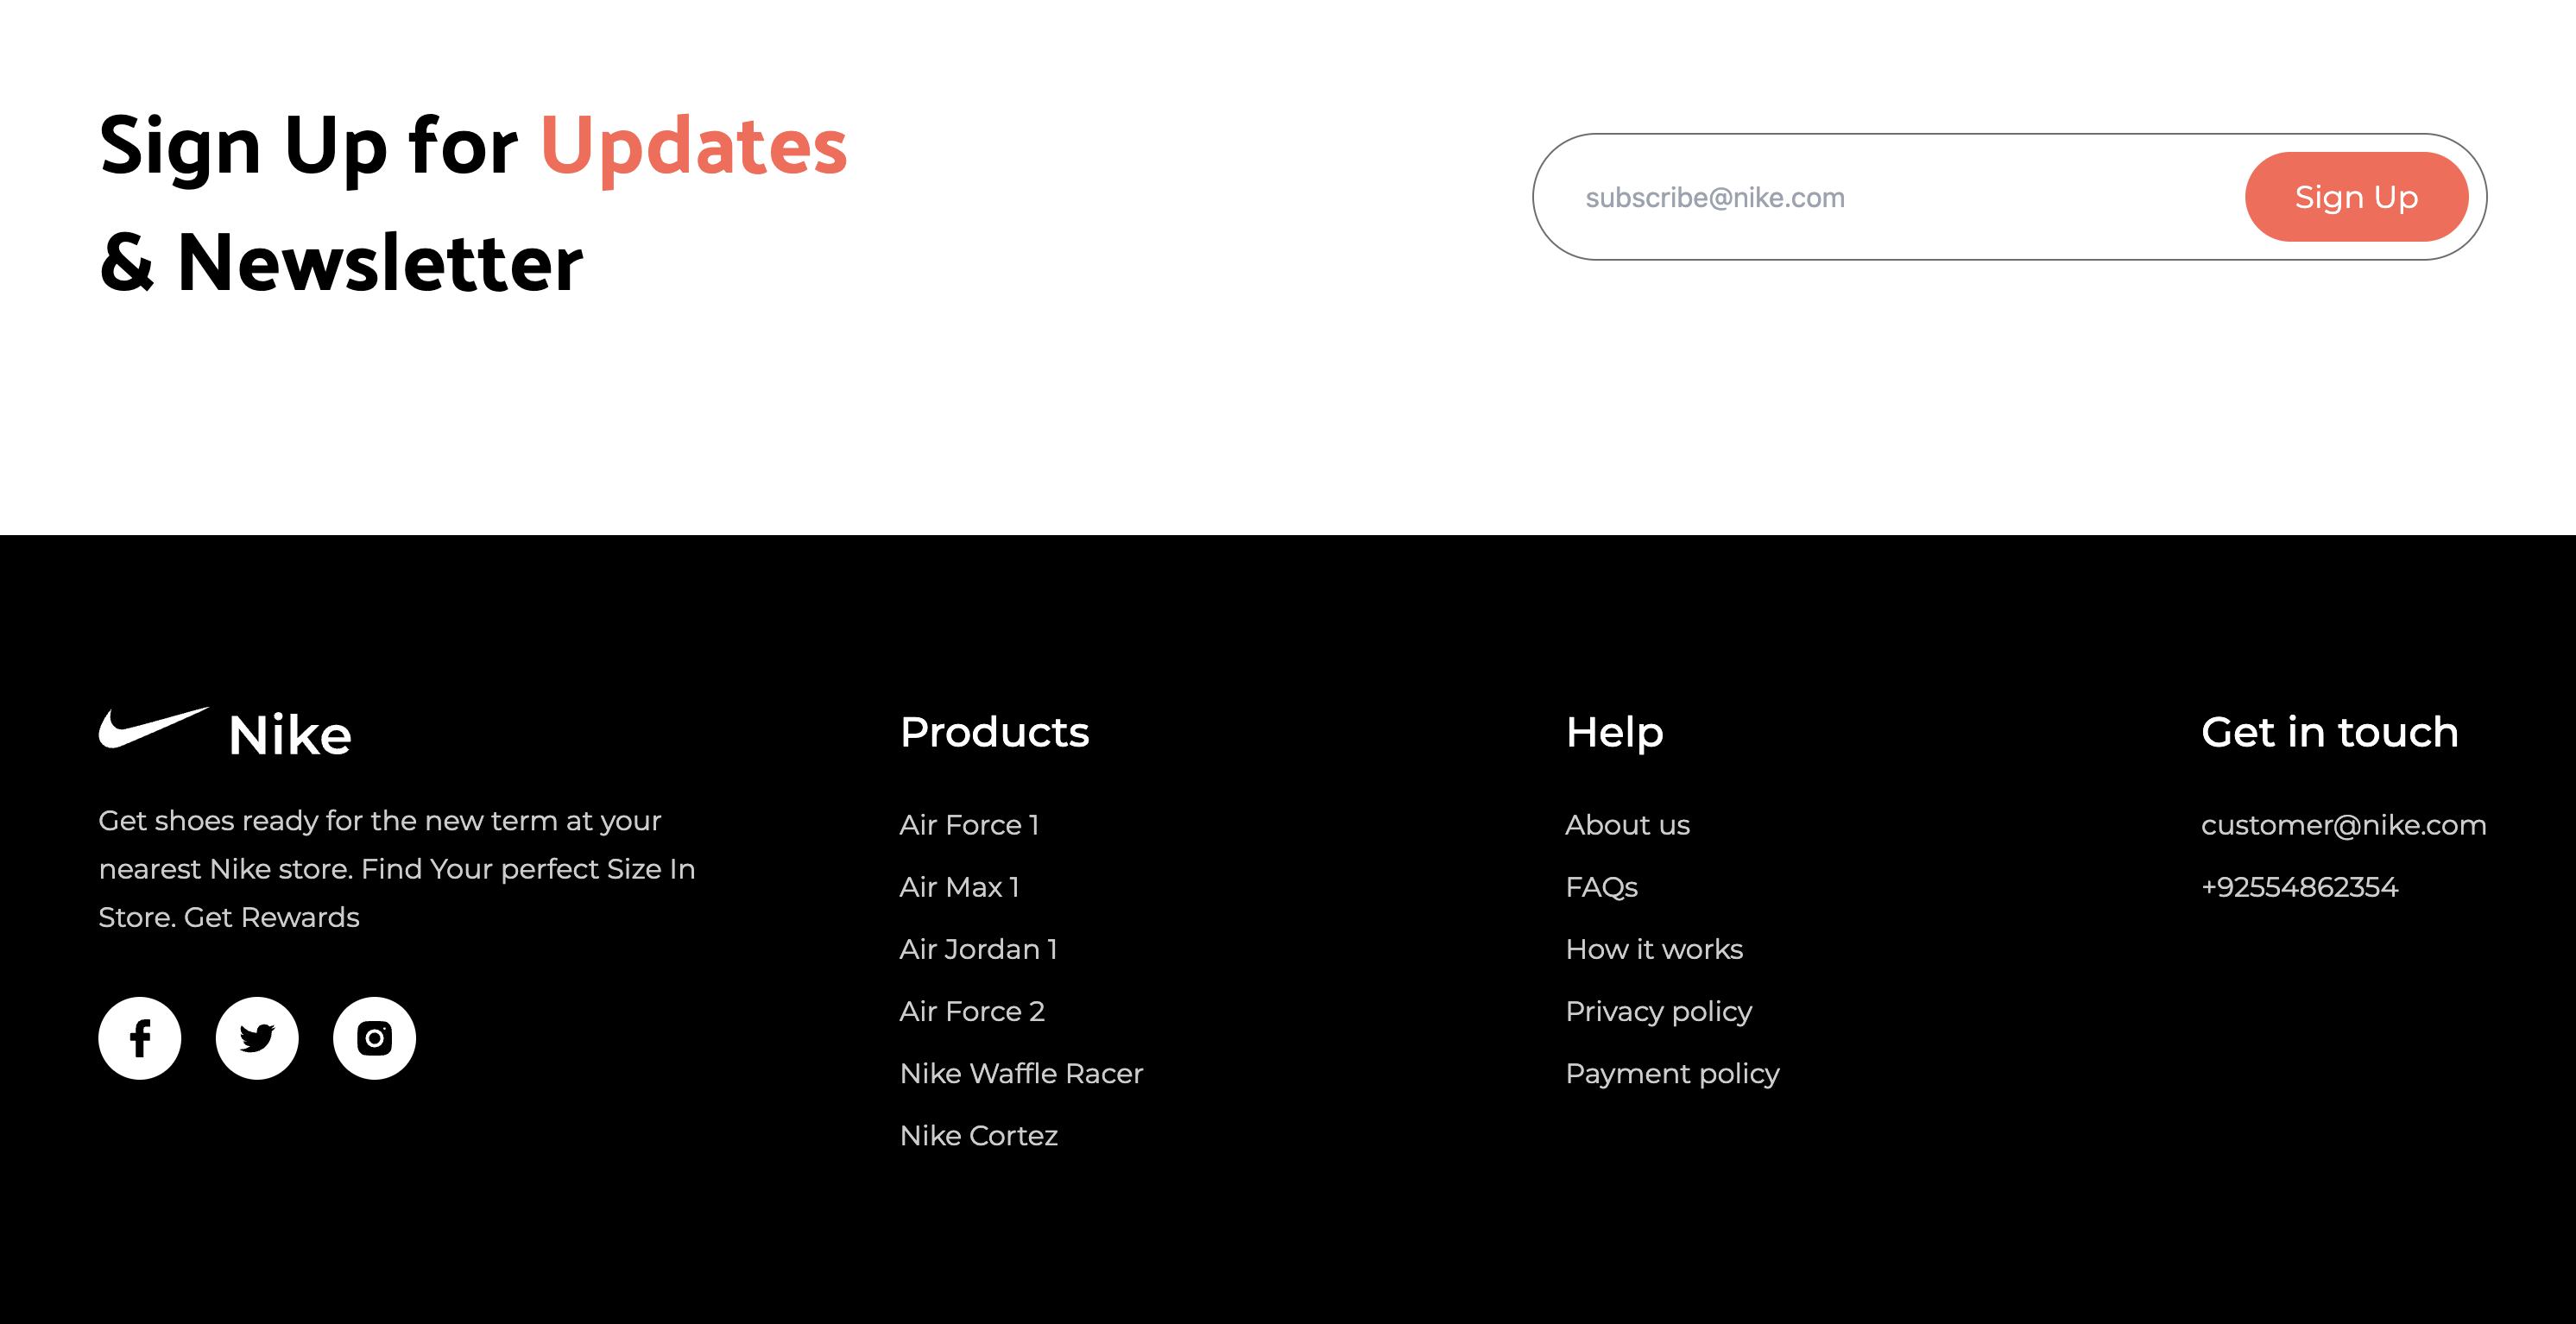 Sign Up for Updates
& Newsletter
subscribe@nike.com
Sign Up
Nike
Get shoes ready for the new term at your
nearest Nike store. Find Your perfect Size In
Store. Get Rewards
Products
Air Force 1
Air Max 1
Air Jordan 1
Air Force 2
Nike Waffle Racer
Nike Cortez
Help
About us
FAQs
How it works
Privacy policy
Payment policy
Get in touch
customer@nike.com
+92554862354